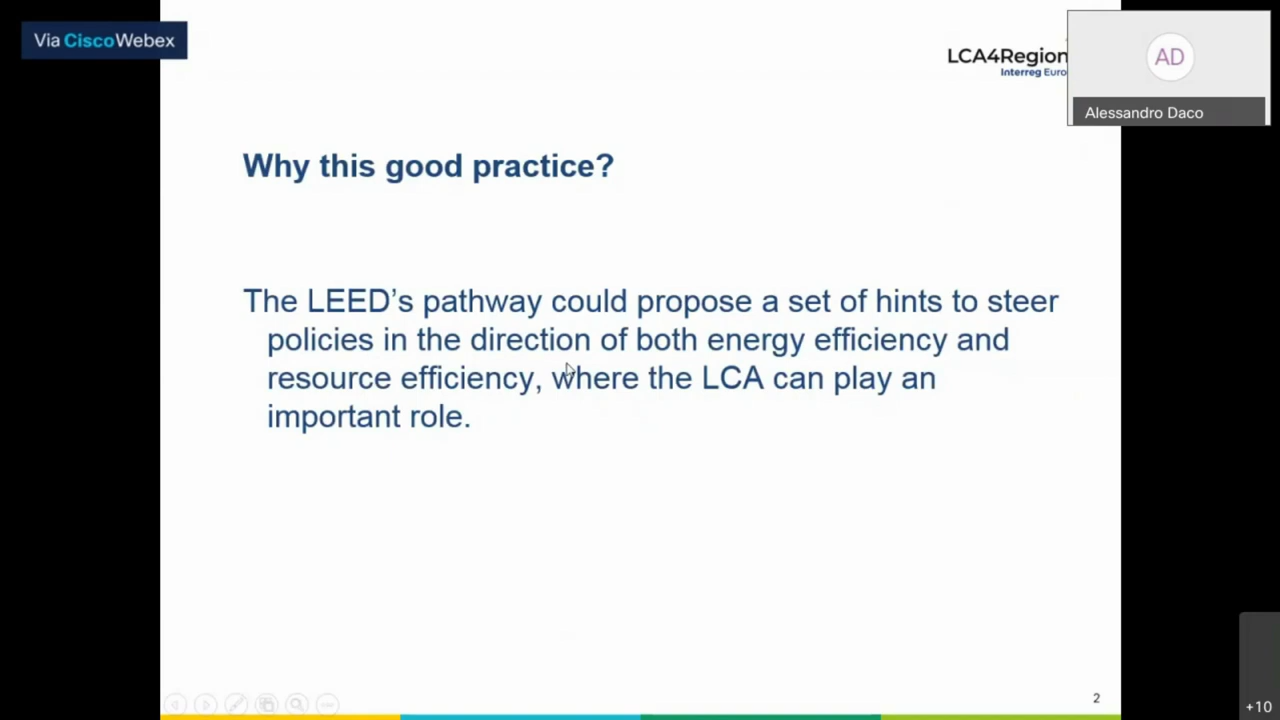 Via CiscoWebex
LCA4Region
Interreg Euro
AD
Alessandro Daco
Why this good practice?
The LEED’s pathway could propose a set of hints to steer
policies in the direction of both energy efficiency and
resource efficiency, where the LCA can play an
important role.
2
+10